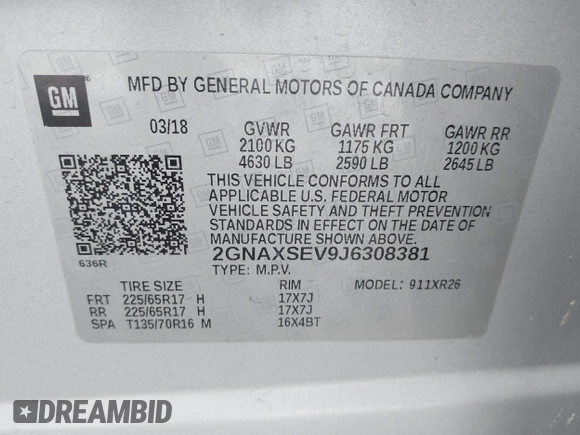 GM
MFD BY GENERAL MOTORS OF CANADA COMPANY
03/18 GVWR GAWR FRT GAWR RR
2100 KG 1175 KG 1200 KG
4630 LB 2590 LB 2645 LB
THIS VEHICLE CONFORMS TO ALL
APPLICABLE U.S. FEDERAL MOTOR
VEHICLE SAFETY AND THEFT PREVENTION
STANDARDS IN EFFECT ON THE DATE OF
MANUFACTURE SHOWN ABOVE.
636R 2GNAXSEV9J6308381
TYPE: M.P.V.
TIRE SIZE RIM MODEL: 911XR26
FRT 225/65R17 H 17X7J
RR 225/65R17 H 17X7J
SPA T135/70R16 M 16X4BT
DREAMBID